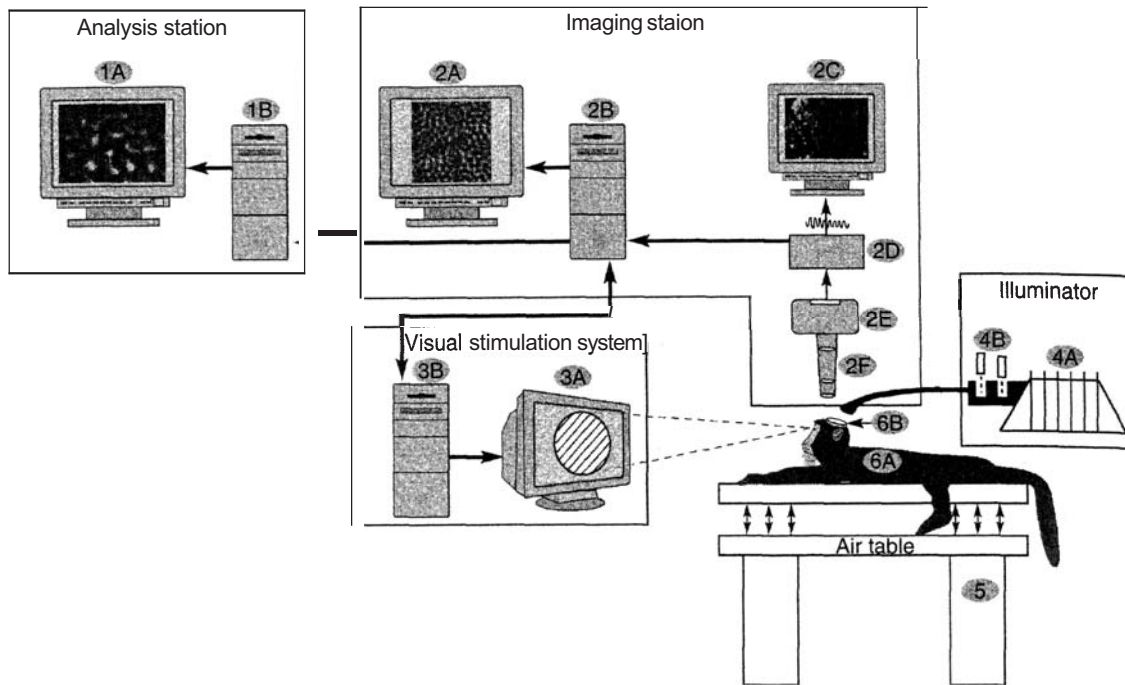 Analysis station
Imaging staion
1A
2A
2C
1B
2B
2D
Illuminator
2E
4B
4A
2F
Visual stimulation system
3B
3A
6B
6A
Air table
5